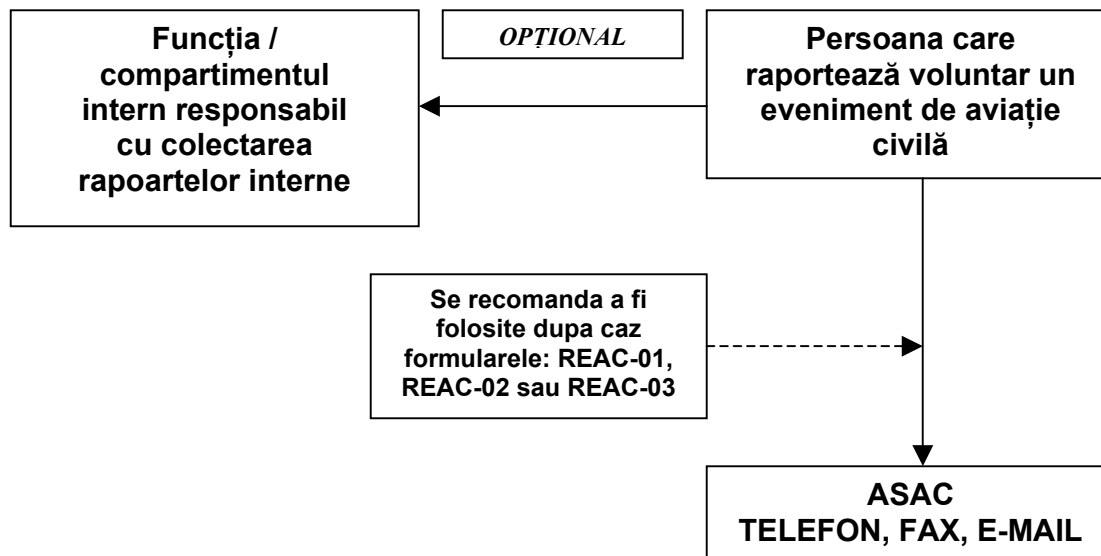 Funcția /
compartimentul
intern responsabil
cu colectarea
rapoartelor interne
OPȚIONAL
Persoana care
raportează voluntar un
eveniment de aviație
civilă
Se recomanda a fi
folosite dupa caz
formularele: REAC-01,
REAC-02 sau REAC-03
ASAC
TELEFON, FAX, E-MAIL